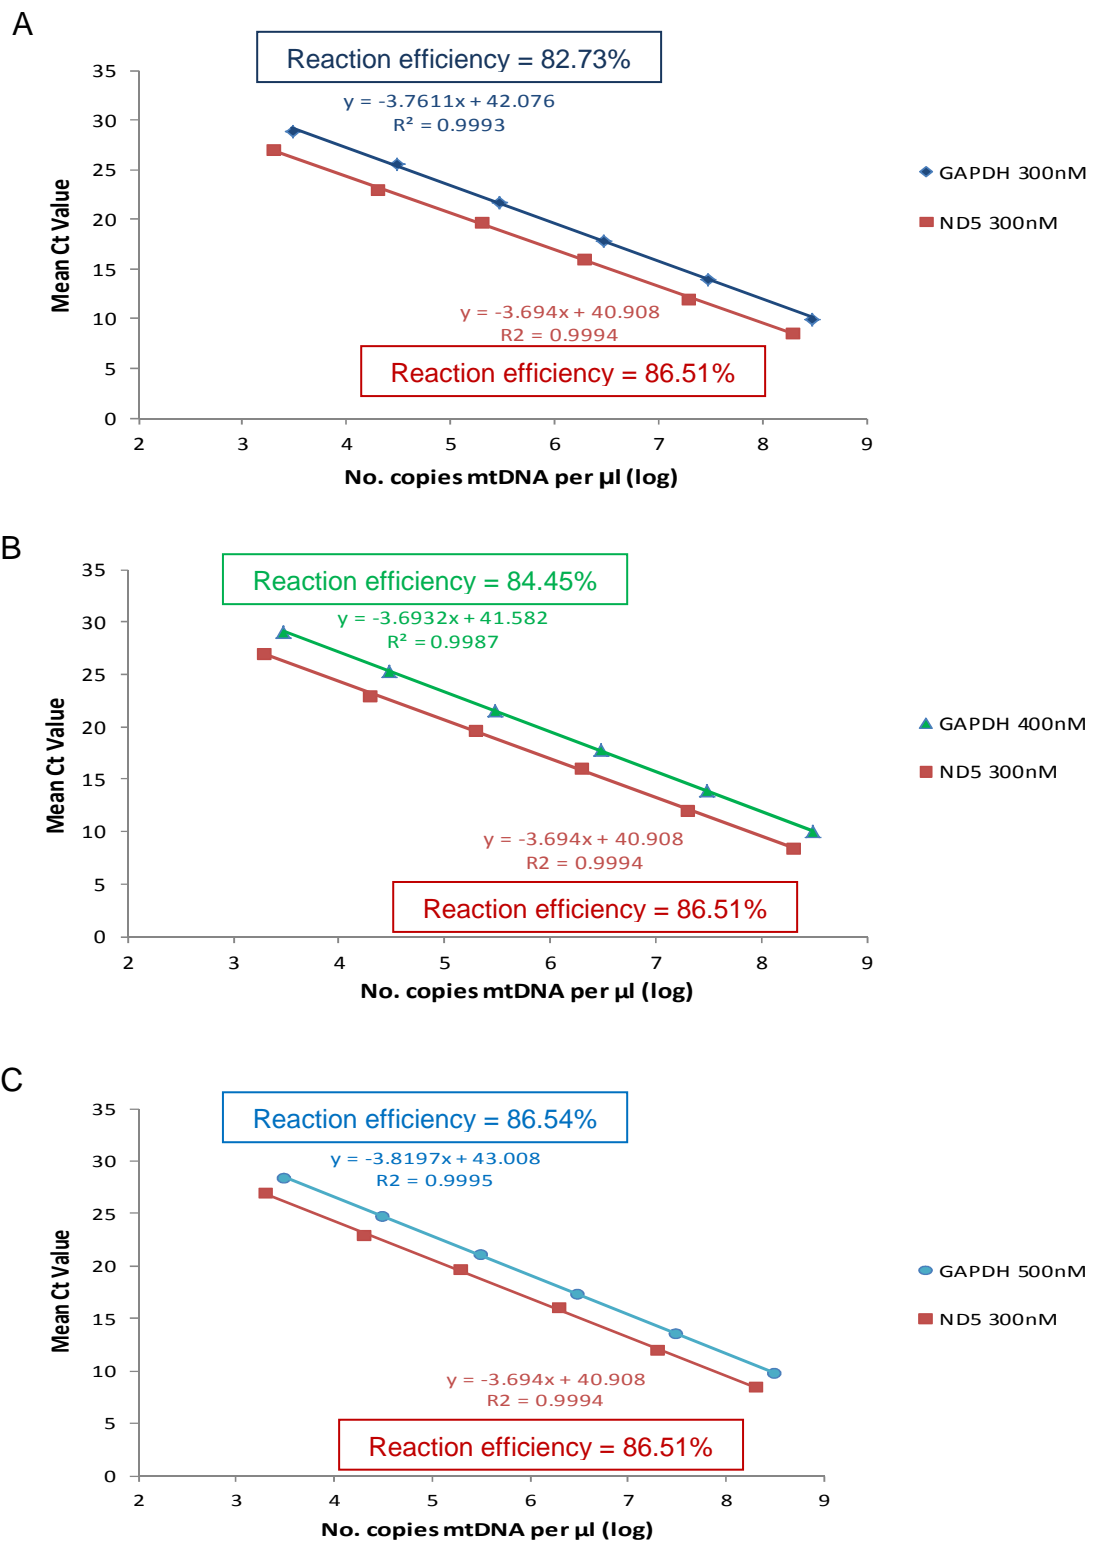 A
Reaction efficiency = 82.73%
y = -3.7611x + 42.076
R² = 0.9993
35
30
25
20
15
10
5
0
Mean Ct Value
y = -3.694x + 40.908
R2 = 0.9994
Reaction efficiency = 86.51%
2 3 4 5 6 7 8 9
No. copies mtDNA per µl (log)
GAPDH 300nM
ND5 300nM
B
Reaction efficiency = 84.45%
y = -3.6932x + 41.582
R² = 0.9987
35
30
25
20
15
10
5
0
Mean Ct Value
y = -3.694x + 40.908
R2 = 0.9994
Reaction efficiency = 86.51%
2 3 4 5 6 7 8 9
No. copies mtDNA per µl (log)
GAPDH 400nM
ND5 300nM
C
Reaction efficiency = 86.54%
y = -3.8197x + 43.008
R2 = 0.9995
35
30
25
20
15
10
5
0
Mean Ct Value
y = -3.694x + 40.908
R2 = 0.9994
Reaction efficiency = 86.51%
2 3 4 5 6 7 8 9
No. copies mtDNA per µl (log)
GAPDH 500nM
ND5 300nM